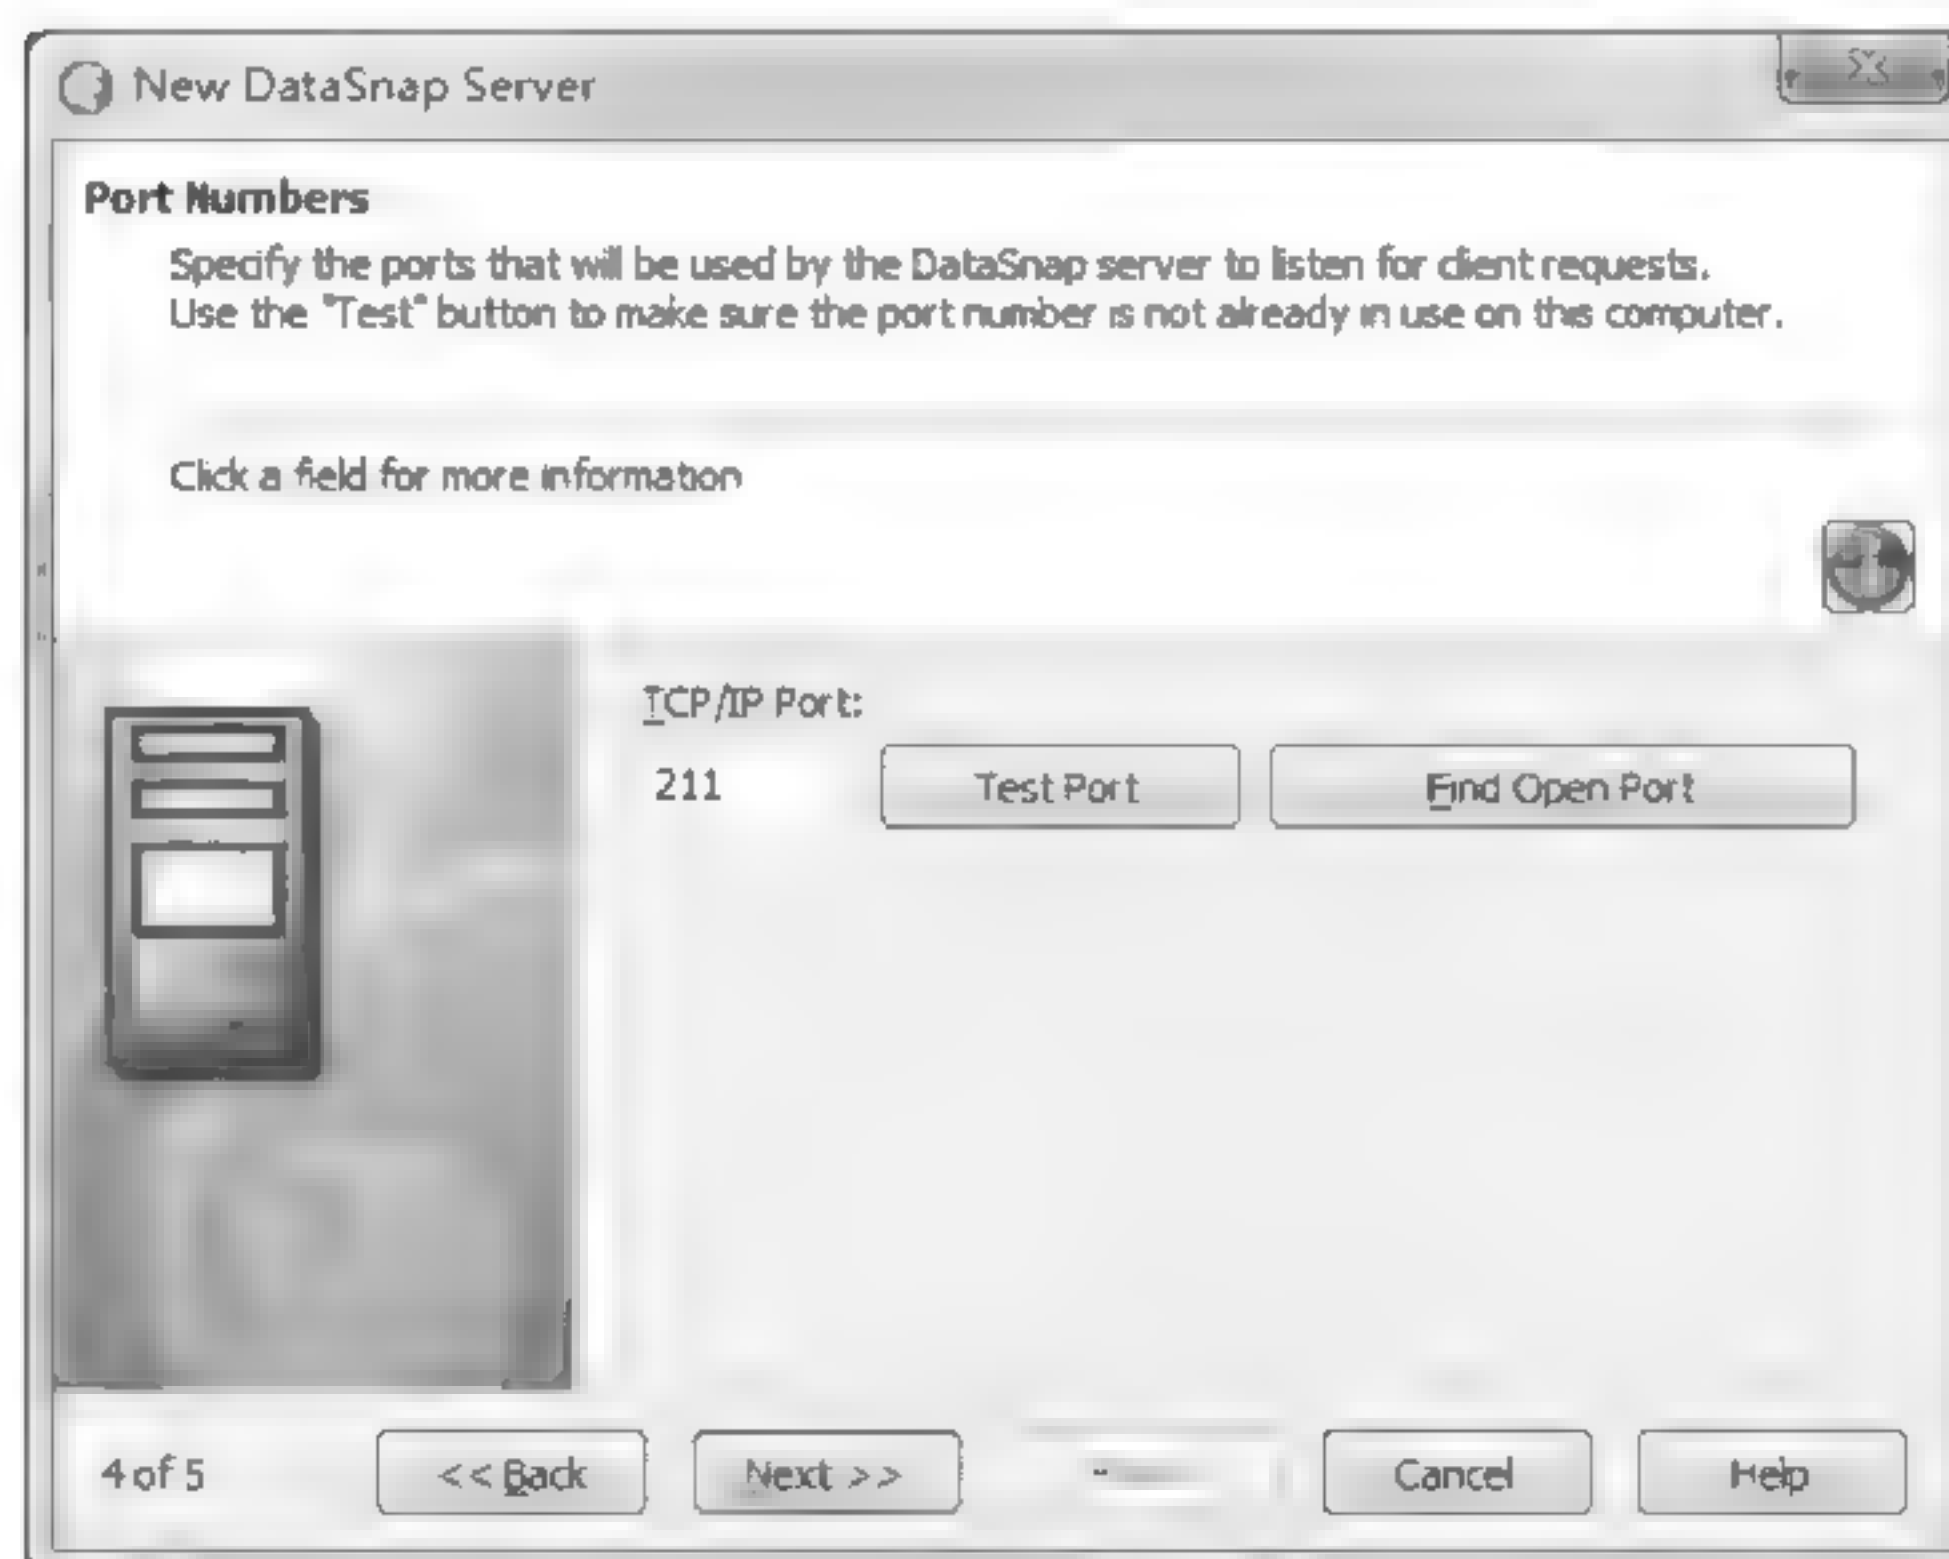 New DataSnap Server
Port Numbers
Specify the ports that will be used by the DataSnap server to listen for client requests.
Use the "Test" button to make sure the port number is not already in use on this computer.
Click a field for more information
TCP/IP Port:
211 Test Port Find Open Port
4 of 5 << Back Next >> Cancel Help